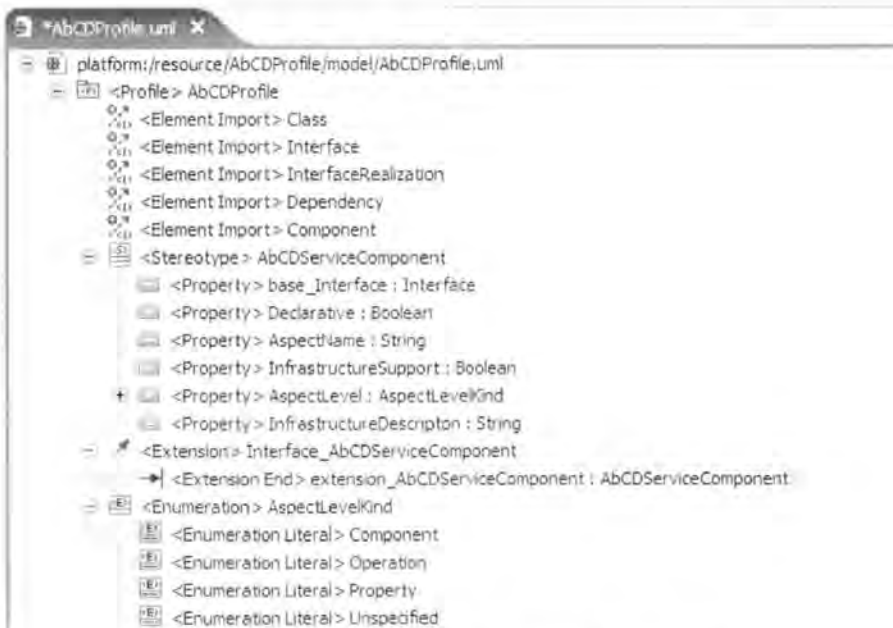 *AbCDProfile.uml
platform:/resource/AbCDProfile/model/AbCDProfile.uml
<Profile> AbCDProfile
<Element Import> Class
<Element Import> Interface
<Element Import> InterfaceRealization
<Element Import> Dependency
<Element Import> Component
<Stereotype> AbCDServiceComponent
<Property> base_Interface : Interface
<Property> Declarative : Boolean
<Property> AspectName : String
<Property> InfrastructureSupport : Boolean
<Property> AspectLevel : AspectLevelKind
<Property> InfrastructureDescripton : String
<Extension> Interface_AbCDServiceComponent
<Extension End> extension_AbCDServiceComponent : AbCDServiceComponent
<Enumeration> AspectLevelKind
<Enumeration Literal> Component
<Enumeration Literal> Operation
<Enumeration Literal> Property
<Enumeration Literal> Unspecified